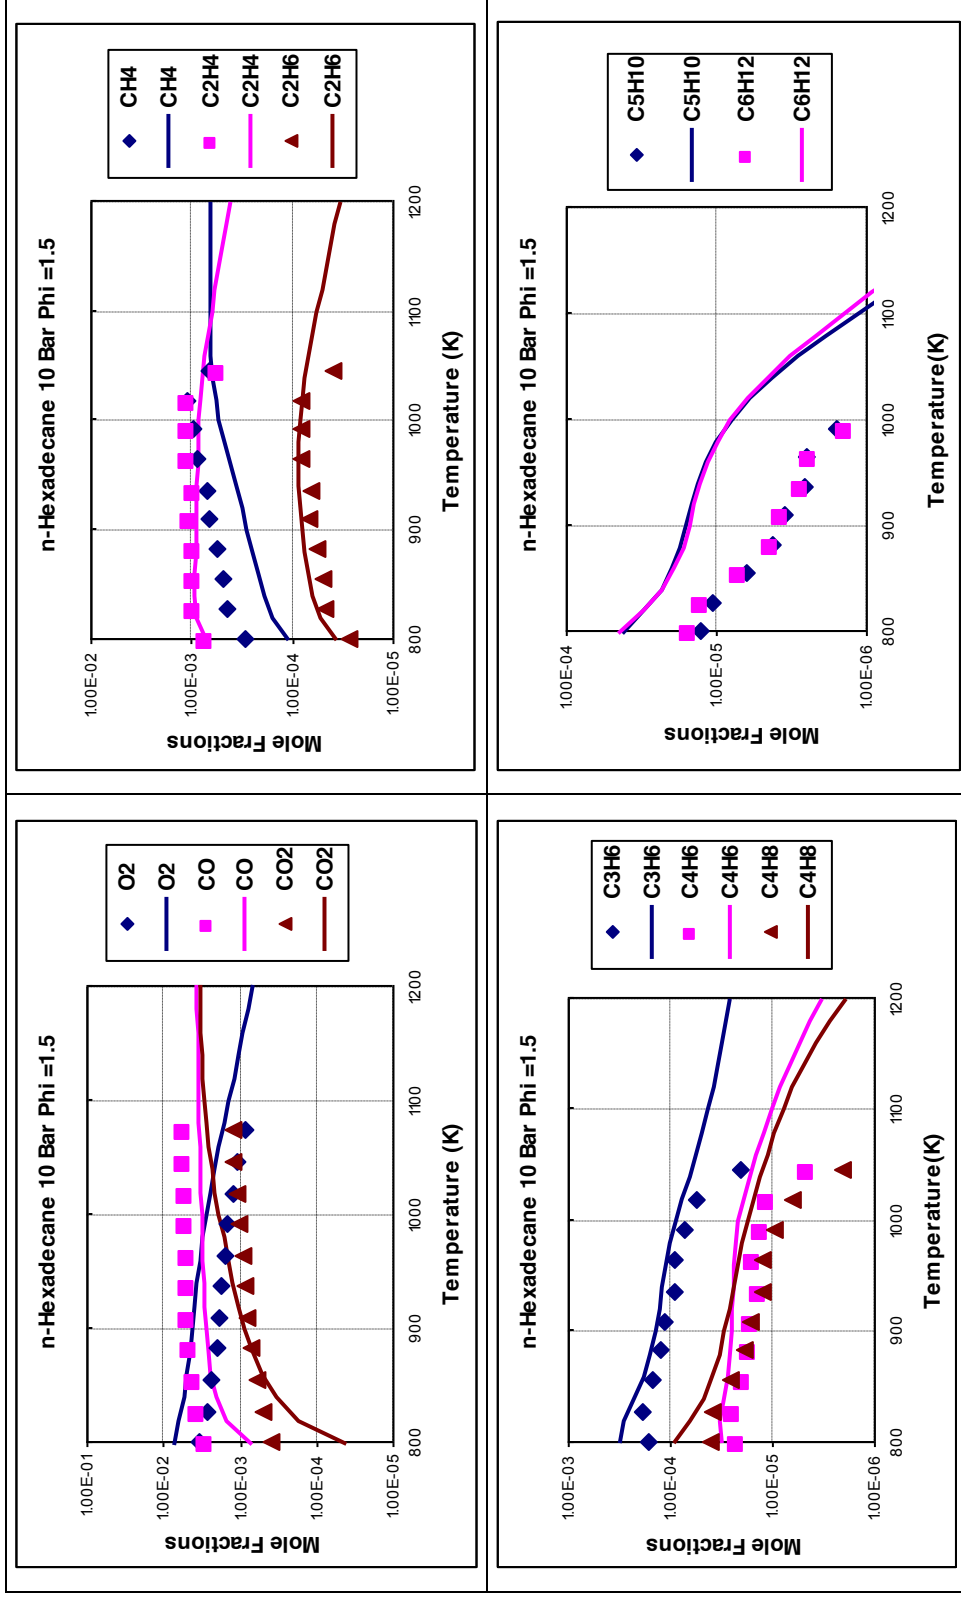 n-Hexadecane 10 Bar Phi =1.5
Mole Fractions
1.00E-01
1.00E-02
1.00E-03
1.00E-04
1.00E-05
800
900
1000
1100
1200
Temperature (K)
O2
O2
CO
CO
CO2
CO2
n-Hexadecane 10 Bar Phi =1.5
Mole Fractions
1.00E-02
1.00E-03
1.00E-04
1.00E-05
800
900
1000
1100
1200
Temperature (K)
CH4
CH4
C2H4
C2H4
C2H6
C2H6
n-Hexadecane 10 Bar Phi =1.5
Mole Fractions
1.00E-03
1.00E-04
1.00E-05
1.00E-06
800
900
1000
1100
1200
Temperature(K)
C3H6
C3H6
C4H6
C4H6
C4H8
C4H8
n-Hexadecane 10 Bar Phi =1.5
Mole Fractions
1.00E-04
1.00E-05
1.00E-06
800
900
1000
1100
1200
Temperature(K)
C5H10
C5H10
C6H12
C6H12